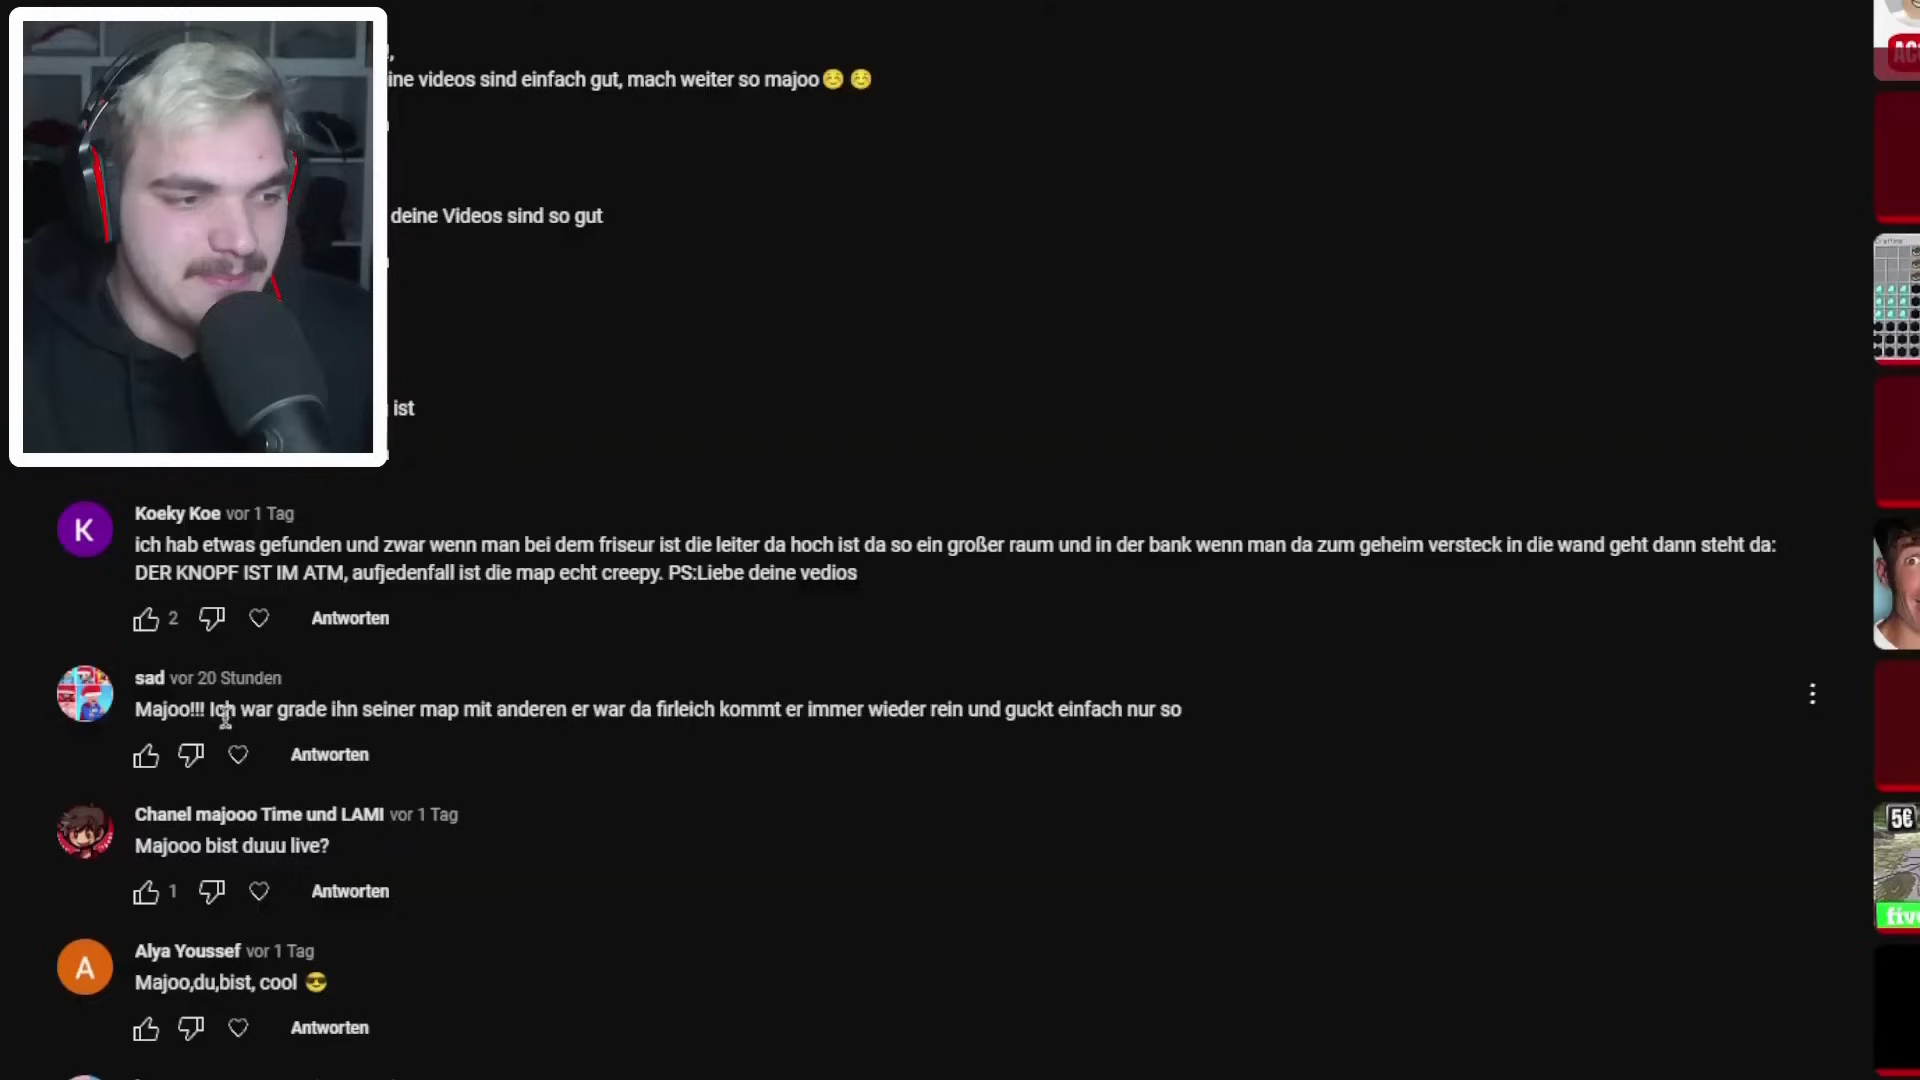 videos sind einfach gut, mach weiter so majoo☺️ ☺️
deine Videos sind so gut
ist
K
Koeky Koe vor 1 Tag
ich hab etwas gefunden und zwar wenn man bei dem friseur ist die leiter da hoch ist da so ein großer raum und in der bank wenn man da zum geheim versteck in die wand geht dann steht da:
DER KNOPF IST IM ATM, aufjedenfall ist die map echt creepy. PS:Liebe deine vedios
2 Antworten
sad vor 20 Stunden
Majoo!!! Ich war grade ihn seiner map mit anderen er war da firleich kommt er immer wieder rein und guckt einfach nur so
Antworten
Chanel majooo Time und LAMI vor 1 Tag
Majooo bist duuu live?
1 Antworten
A
Alya Youssef vor 1 Tag
Majoo,du,bist, cool 😎
Antworten
Crafting
5€